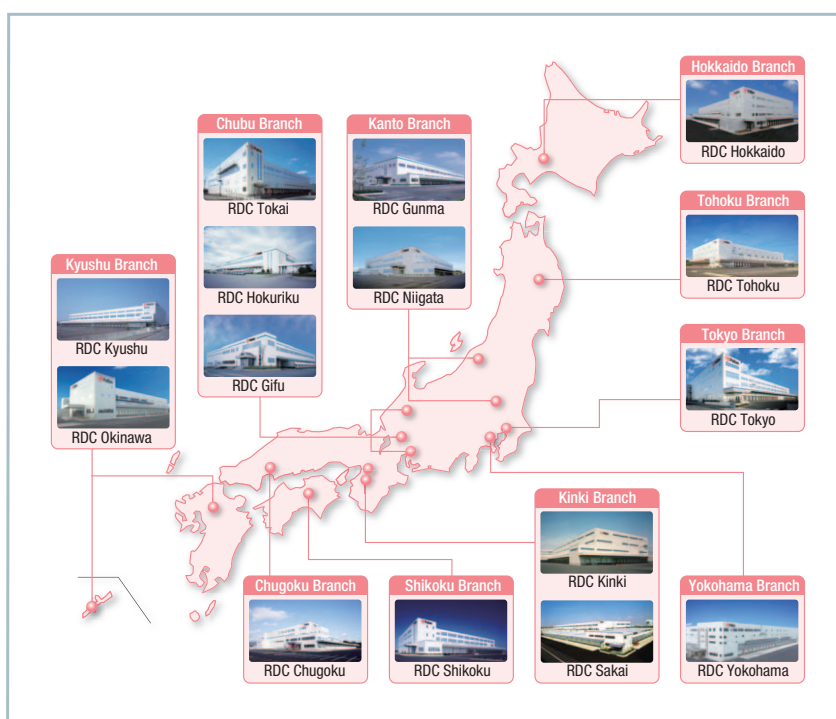 Hokkaido Branch
RDC Hokkaido
Chubu Branch
RDC Tokai
RDC Hokuriku
RDC Gifu
Kanto Branch
RDC Gunma
RDC Niigata
Tohoku Branch
RDC Tohoku
Kyushu Branch
RDC Kyushu
RDC Okinawa
Tokyo Branch
RDC Tokyo
Kinki Branch
RDC Kinki
RDC Sakai
Chugoku Branch
RDC Chugoku
Shikoku Branch
RDC Shikoku
Yokohama Branch
RDC Yokohama